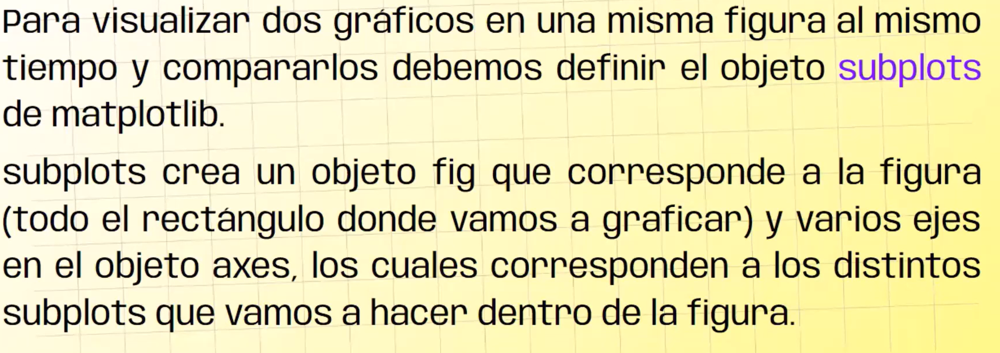 Para visualizar dos gráficos en una misma figura al mismo
tiempo y compararlos debemos definir el objeto subplots
de matplotlib.
subplots crea un objeto fig que corresponde a la figura
(todo el rectángulo donde vamos a graficar) y varios ejes
en el objeto axes, los cuales corresponden a los distintos
subplots que vamos a hacer dentro de la figura.